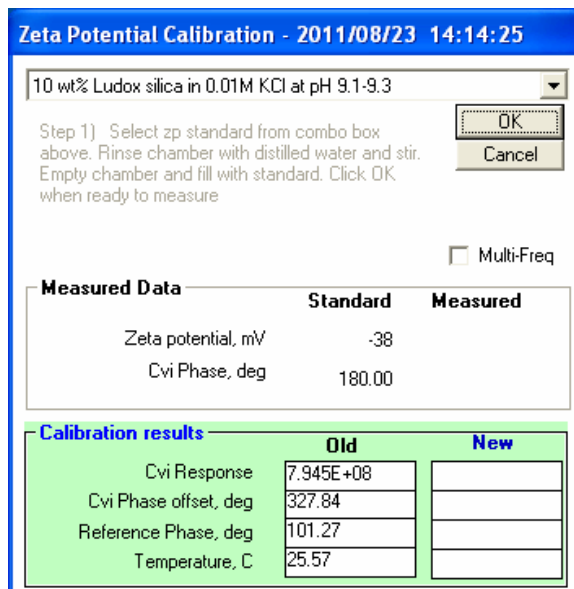 Zeta Potential Calibration - 2011/08/23 14:14:25
10 wt% Ludox silica in 0.01M KCl at pH 9.1-9.3
Step 1) Select zp standard from combo box
above. Rinse chamber with distilled water and stir.
Empty chamber and fill with standard. Click OK
when ready to measure
OK
Cancel
Multi-Freq
Measured Data
Standard Measured
Zeta potential, mV -38
Cvi Phase, deg 180.00
Calibration results
Old New
Cvi Response 7.945E+08
Cvi Phase offset, deg 327.84
Reference Phase, deg 101.27
Temperature, C 25.57